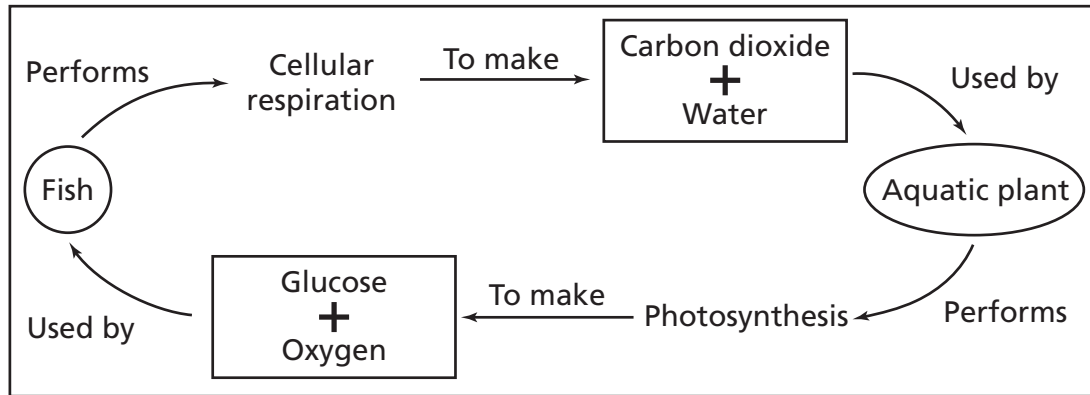 Performs
Cellular
respiration
To make
Carbon dioxide
+
Water
Used by
Fish
Aquatic plant
Used by
Glucose
+
Oxygen
To make
Photosynthesis
Performs